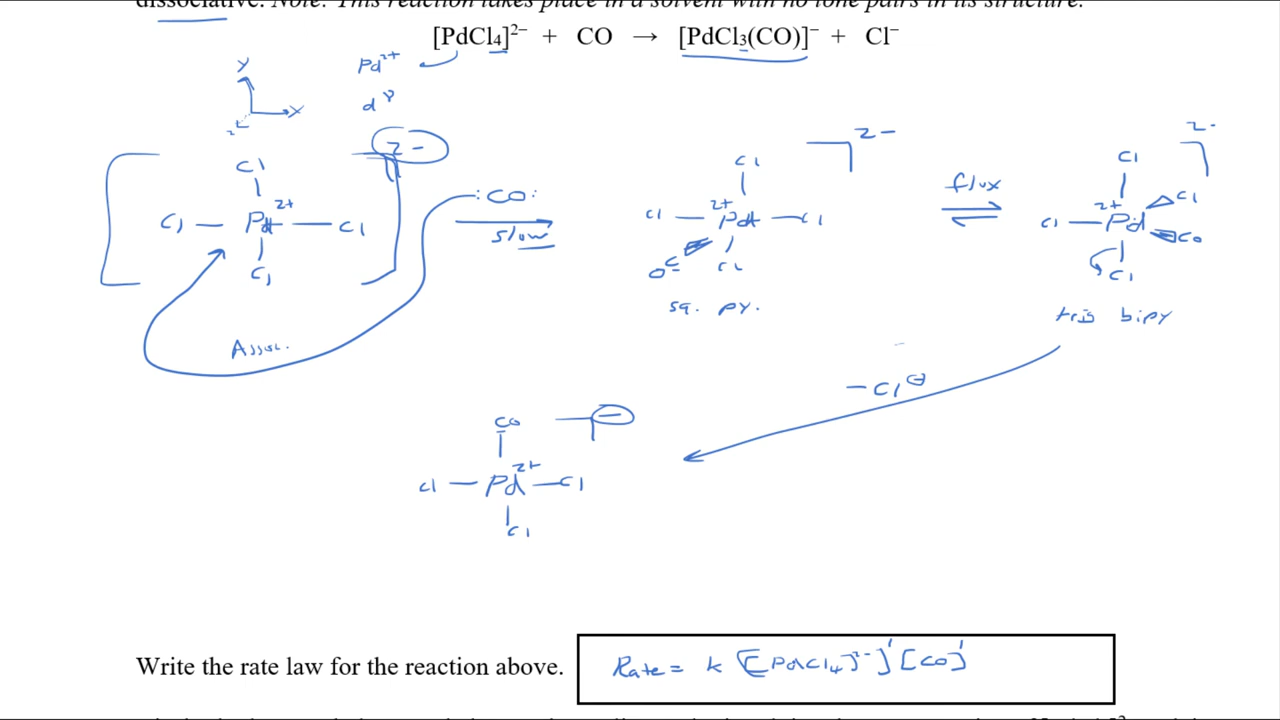 dissociative. Note: This reaction takes place in a solvent with no lone pairs in its structure.
[PdCl4]2− + CO → [PdCl3(CO)]− + Cl−
Y
X
Z
Pd2+
d8
2−
Cl
Cl — Pd2+ — Cl
Cl
Assoc.
:CO:
slow
2−
Cl
Cl — Pd2+ — Cl
OC
Cl
sq. py.
flux
2-
Cl
Cl — Pd2+ Cl
CO
Cl
trig bipy
−Cl⊖
CO
−
Cl — Pd2+ — Cl
Cl
Write the rate law for the reaction above.
Rate = k [[PdCl4]2-]1 [CO]1